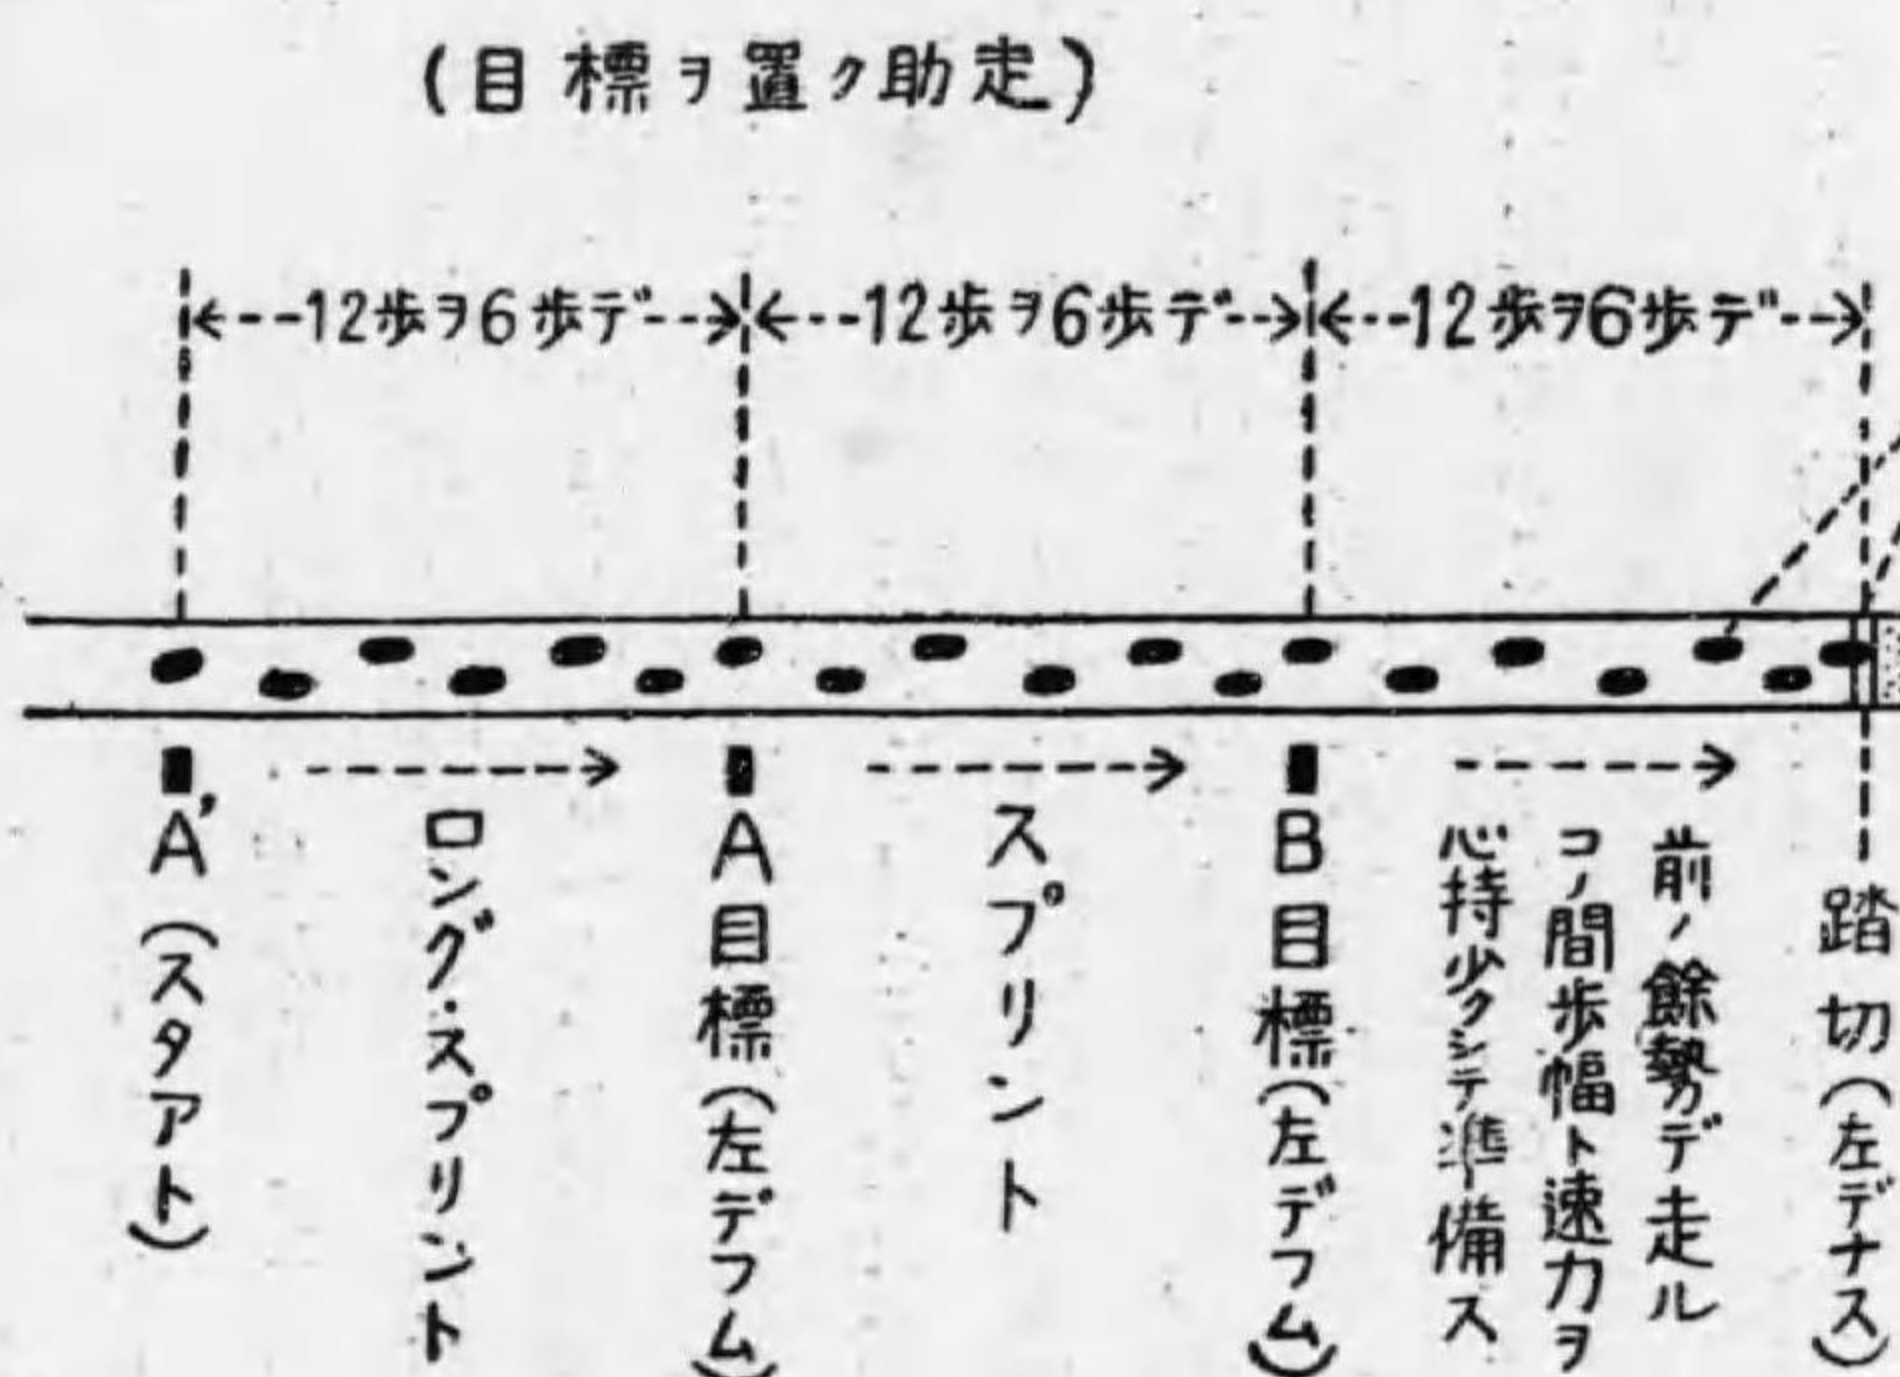 (目標ヲ置ク助走)
12歩ヲ6歩デ
12歩ヲ6歩デ
12歩ヲ6歩デ
A'(スタアト)
ロング・スプリント
A目標(左デフム)
スプリント
B目標(左デフム)
前ノ餘勢デ走ル
コノ間歩幅ト速力ヲ
心持少クシテ準備ス
踏切(左デナス)